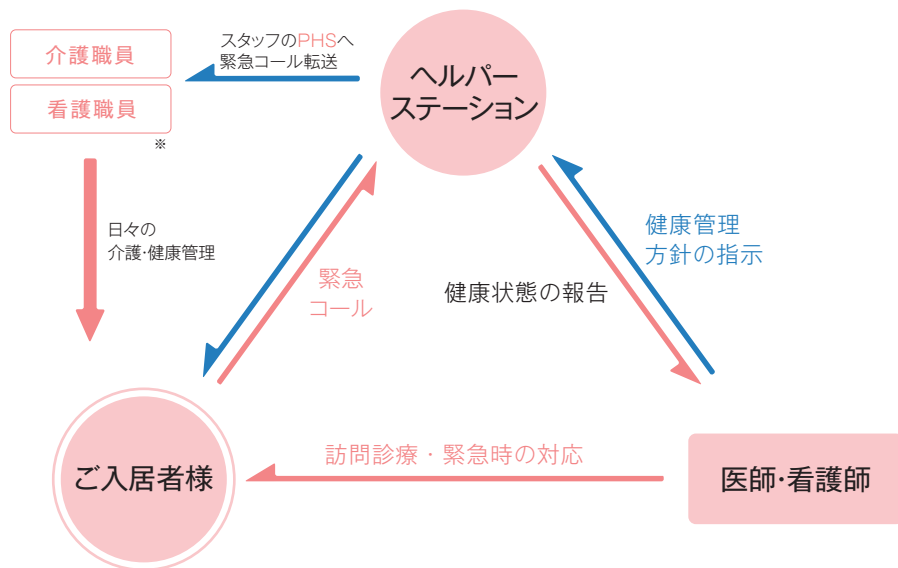 介護職員
看護職員
※
スタッフのPHSへ
緊急コール転送
ヘルパー
ステーション
日々の
介護・健康管理
緊急
コール
健康状態の報告
健康管理
方針の指示
訪問診療・緊急時の対応
ご入居者様
医師・看護師